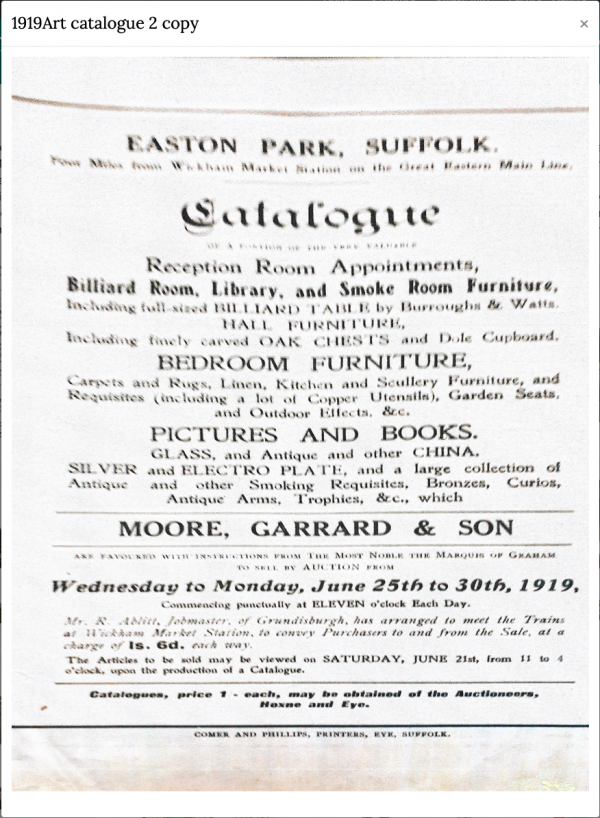 1919Art catalogue 2 copy
×
EASTON PARK, SUFFOLK.
Four Miles from Wickham Market Station on the Great Eastern Main Line.
Catalogue
OF A PORTION OF THE VERY VALUABLE
Reception Room Appointments,
Billiard Room, Library, and Smoke Room Furniture,
Including full-sized BILLIARD TABLE by Burroughs & Watts.
HALL FURNITURE,
Including finely carved OAK CHESTS and Dole Cupboard.
BEDROOM FURNITURE,
Carpets and Rugs, Linen, Kitchen and Scullery Furniture, and
Requisites (including a lot of Copper Utensils), Garden Seats,
and Outdoor Effects, &c.
PICTURES AND BOOKS.
GLASS, and Antique and other CHINA.
SILVER and ELECTRO PLATE, and a large collection of
Antique and other Smoking Requisites, Bronzes, Curios,
Antique Arms, Trophies, &c., which
MOORE, GARRARD & SON
ARE FAVOURED WITH INSTRUCTIONS FROM THE MOST NOBLE THE MARQUIS OF GRAHAM
TO SELL BY AUCTION FROM
Wednesday to Monday, June 25th to 30th, 1919,
Commencing punctually at ELEVEN o'clock Each Day.
Mr. R. Ablitt, Jobmaster, of Grundisburgh, has arranged to meet the Trains
at Wickham Market Station, to convey Purchasers to and from the Sale, at a
charge of 1s. 6d. each way.
The Articles to be sold may be viewed on SATURDAY, JUNE 21st, from 11 to 4
o'clock, upon the production of a Catalogue.
Catalogues, price 1 - each, may be obtained of the Auctioneers,
Hoxne and Eye.
COMER AND PHILLIPS, PRINTERS, EYE, SUFFOLK.